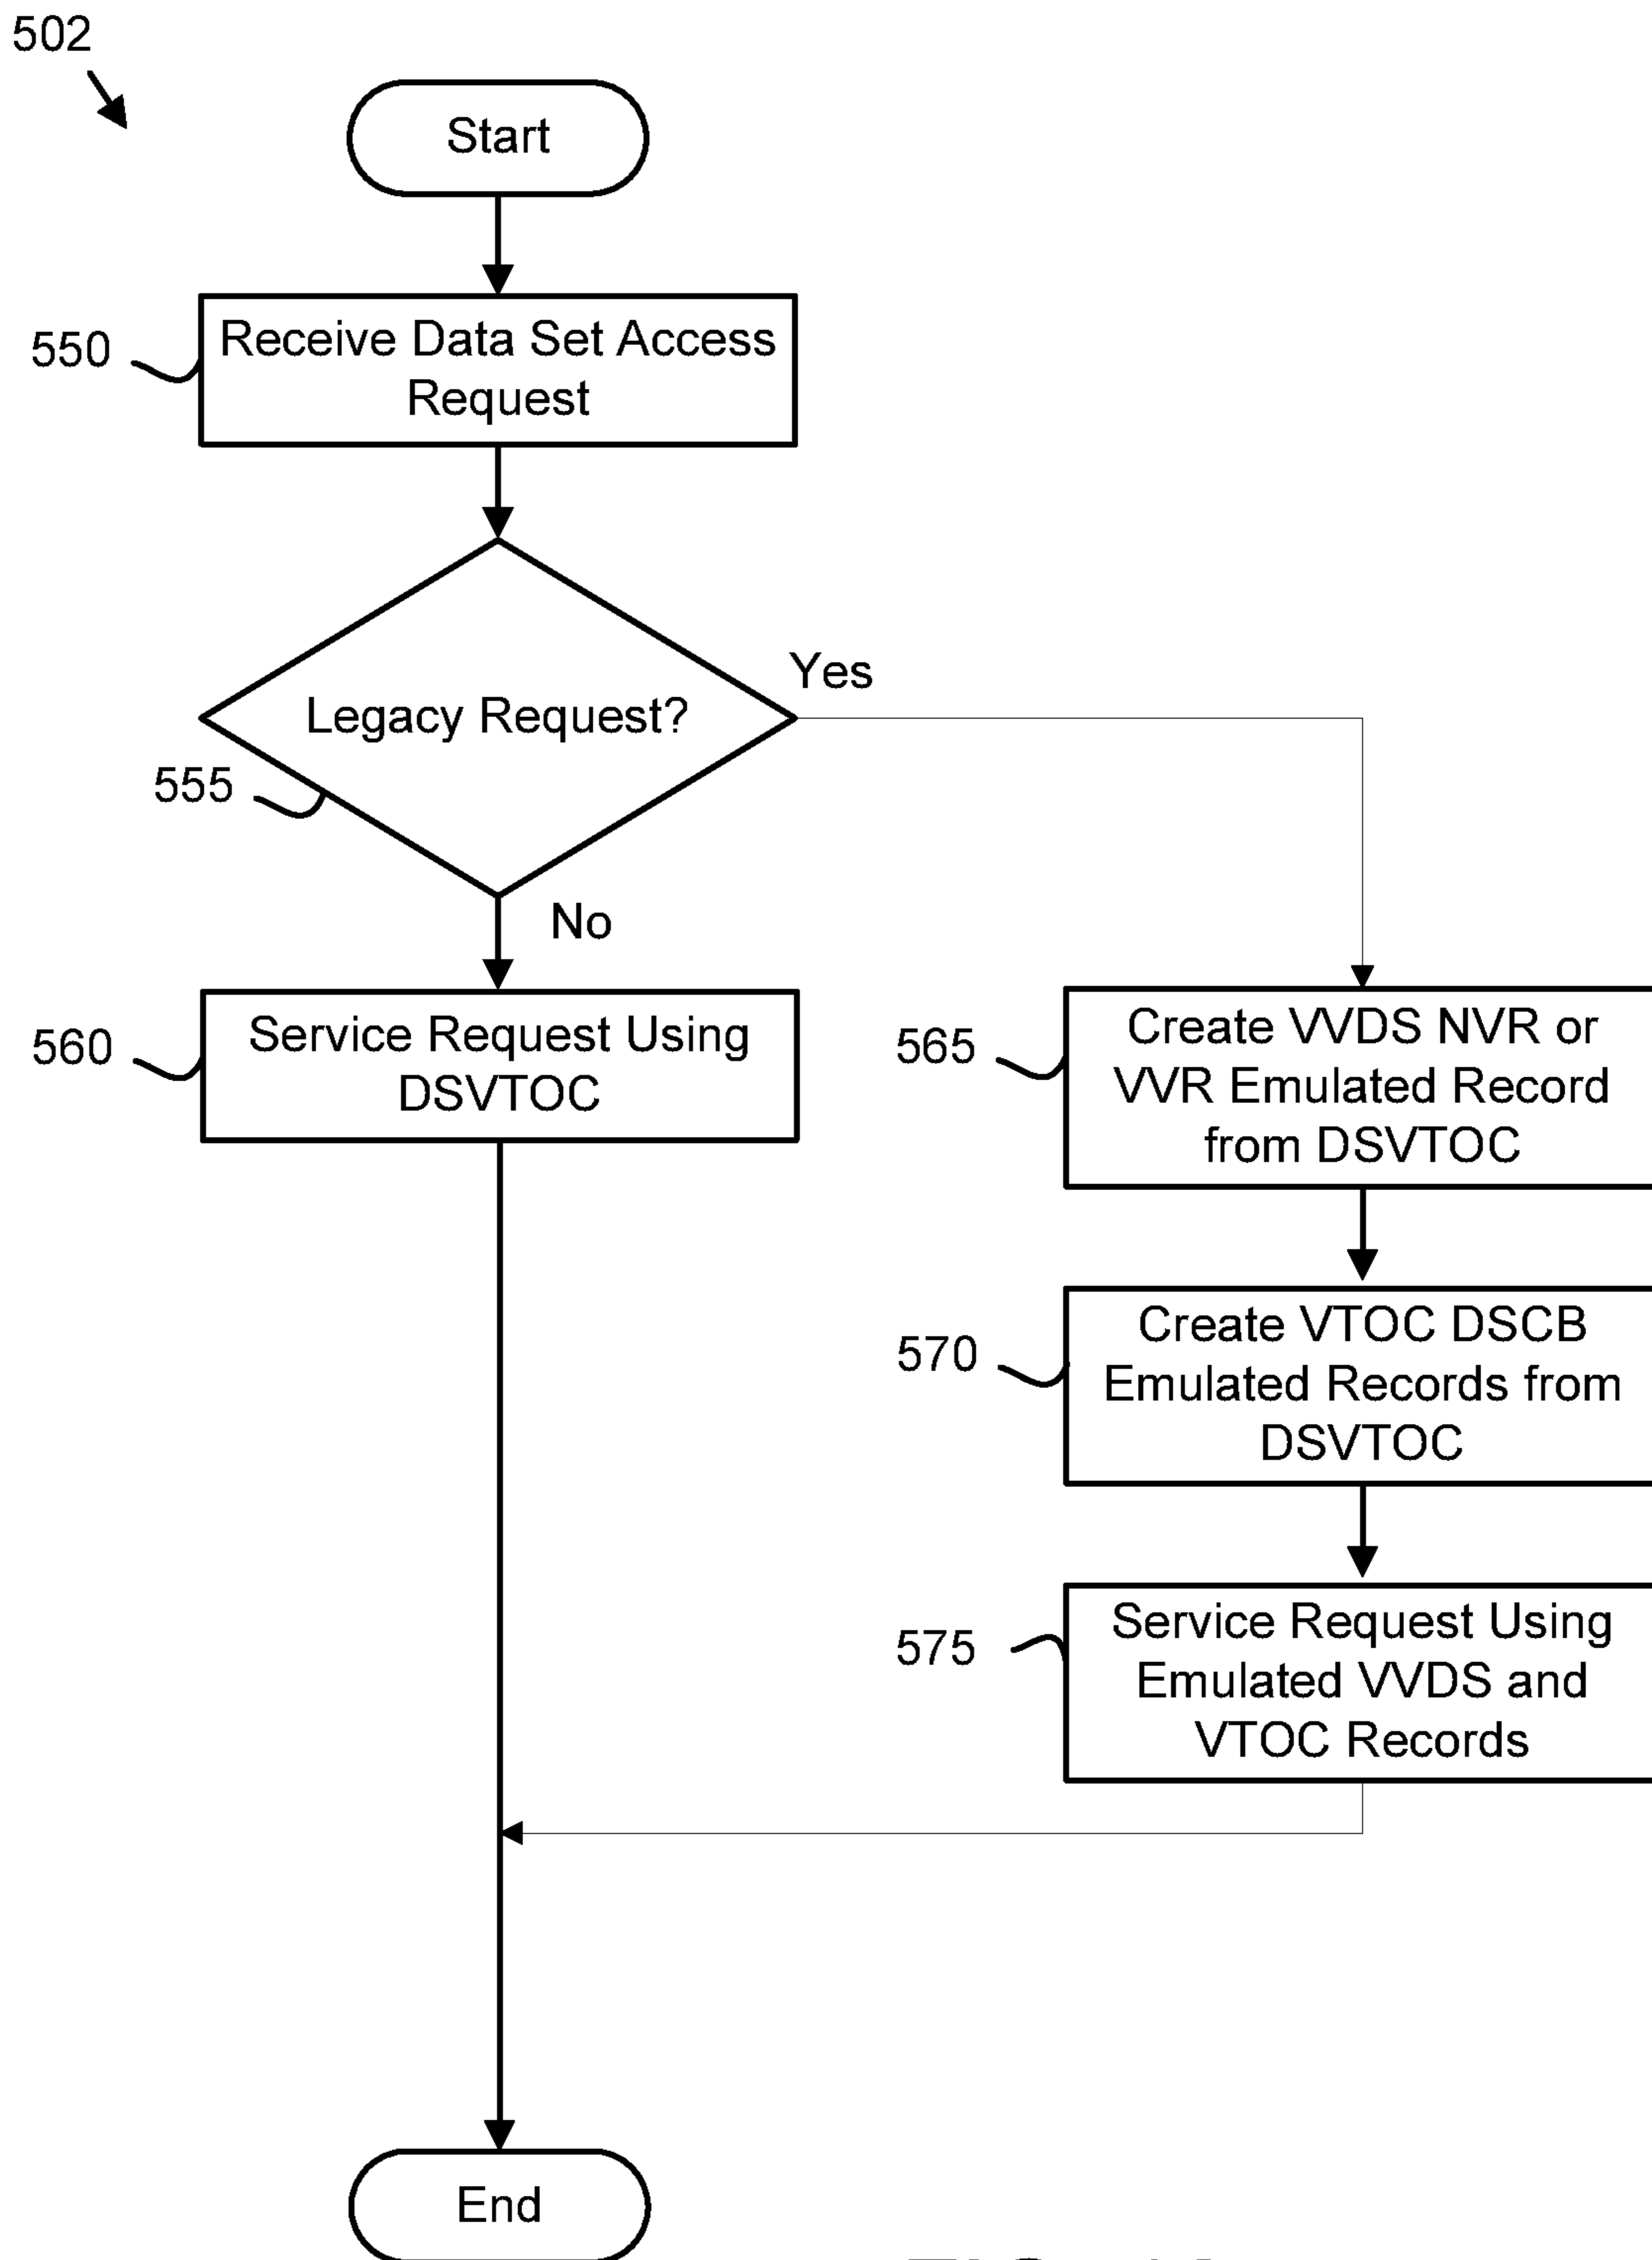 502
Start
550
Receive Data Set Access
Request
Legacy Request?
Yes
555
No
560
Service Request Using
DSVTOC
565
Create VVDS NVR or
VVR Emulated Record
from DSVTOC
570
Create VTOC DSCB
Emulated Records from
DSVTOC
575
Service Request Using
Emulated VVDS and
VTOC Records
End